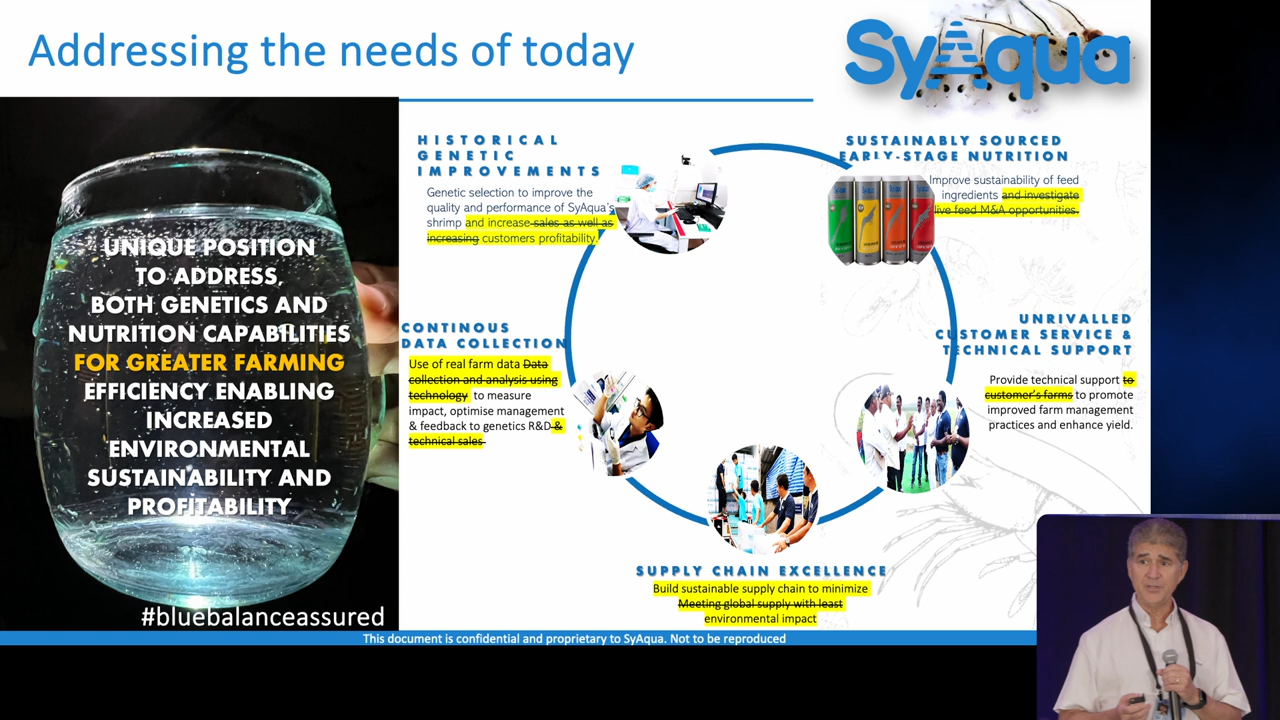 Addressing the needs of today
SyAqua
UNIQUE POSITION
TO ADDRESS,
BOTH GENETICS AND
NUTRITION CAPABILITIES
FOR GREATER FARMING
EFFICIENCY ENABLING
INCREASED
ENVIRONMENTAL
SUSTAINABILITY AND
PROFITABILITY
#bluebalanceassured
HISTORICAL
GENETIC
IMPROVEMENTS
Genetic selection to improve the
quality and performance of SyAqua's
shrimp and increase sales as well as
increasing customers profitability.
SUSTAINABLY SOURCED
EARLY-STAGE NUTRITION
Improve sustainability of feed
ingredients and investigate
live feed M&A opportunities.
CONTINOUS
DATA COLLECTION
Use of real farm data Data
collection and analysis using
technology to measure
impact, optimise management
& feedback to genetics R&D &
technical sales
UNRIVALLED
CUSTOMER SERVICE &
TECHNICAL SUPPORT
Provide technical support to
customer's farms to promote
improved farm management
practices and enhance yield.
SUPPLY CHAIN EXCELLENCE
Build sustainable supply chain to minimize
Meeting global supply with least
environmental impact
This document is confidential and proprietary to SyAqua. Not to be reproduced